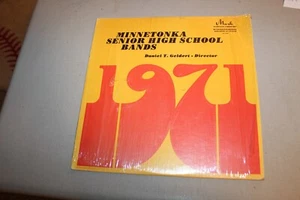 MINNETONKA
SENIOR HIGH SCHOOL
BANDS
Daniel T. Geldert - Director
1971